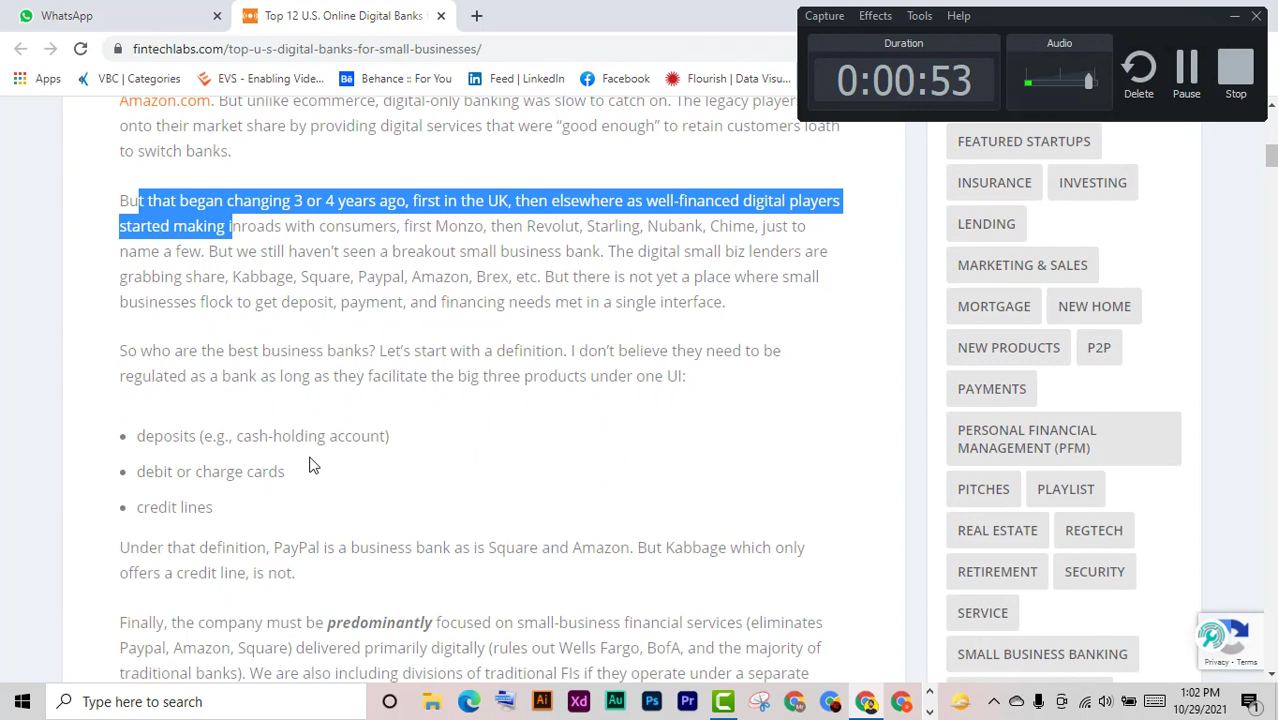 WhatsApp
Top 12 U.S. Online Digital Banks
Capture Effects Tools Help
Duration
Audio
0:00:53
Delete
Pause
Stop
fintechlabs.com/top-u-s-digital-banks-for-small-businesses/
Apps
VBC | Categories
EVS - Enabling Vide...
Behance :: For You
Feed | LinkedIn
Facebook
Flourish | Data Visu...
Amazon.com. But unlike ecommerce, digital-only banking was slow to catch on. The legacy player
onto their market share by providing digital services that were “good enough” to retain customers loath
to switch banks.
But that began changing 3 or 4 years ago, first in the UK, then elsewhere as well-financed digital players
started making inroads with consumers, first Monzo, then Revolut, Starling, Nubank, Chime, just to
name a few. But we still haven’t seen a breakout small business bank. The digital small biz lenders are
grabbing share, Kabbage, Square, Paypal, Amazon, Brex, etc. But there is not yet a place where small
businesses flock to get deposit, payment, and financing needs met in a single interface.
So who are the best business banks? Let’s start with a definition. I don’t believe they need to be
regulated as a bank as long as they facilitate the big three products under one UI:
• deposits (e.g., cash-holding account)
• debit or charge cards
• credit lines
Under that definition, PayPal is a business bank as is Square and Amazon. But Kabbage which only
offers a credit line, is not.
Finally, the company must be predominantly focused on small-business financial services (eliminates
Paypal, Amazon, Square) delivered primarily digitally (rules out Wells Fargo, BofA, and the majority of
traditional banks). We are also including divisions of traditional FIs if they operate under a separate
FEATURED STARTUPS
INSURANCE
INVESTING
LENDING
MARKETING & SALES
MORTGAGE
NEW HOME
NEW PRODUCTS
P2P
PAYMENTS
PERSONAL FINANCIAL
MANAGEMENT (PFM)
PITCHES
PLAYLIST
REAL ESTATE
REGTECH
RETIREMENT
SECURITY
SERVICE
SMALL BUSINESS BANKING
Privacy - Terms
Type here to search
Ai
Xd
Au
Ps
Pr
1:02 PM
10/29/2021
1